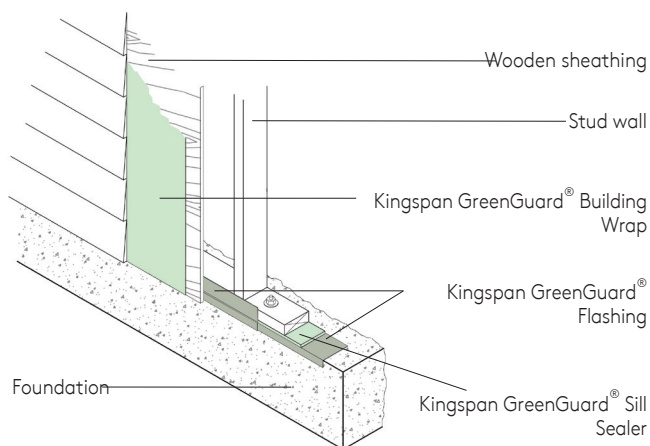 Wooden sheathing
Stud wall
Kingspan GreenGuard® Building
Wrap
Kingspan GreenGuard®
Flashing
Foundation
Kingspan GreenGuard® Sill
Sealer